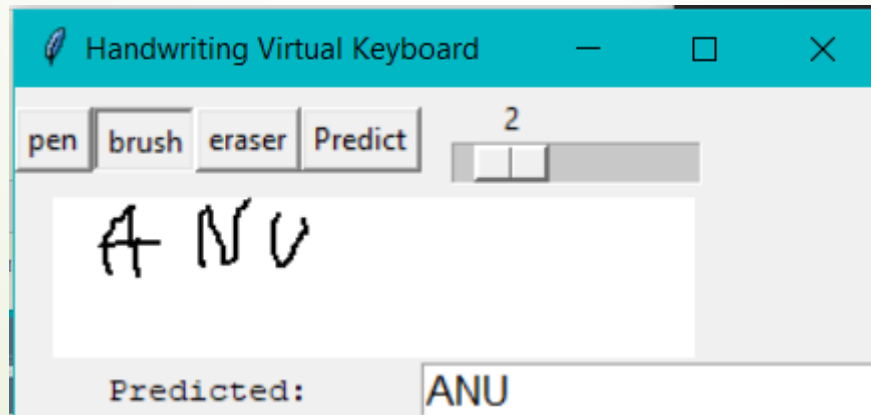 Handwriting Virtual Keyboard
pen brush eraser Predict 2
A N U
Predicted: ANU